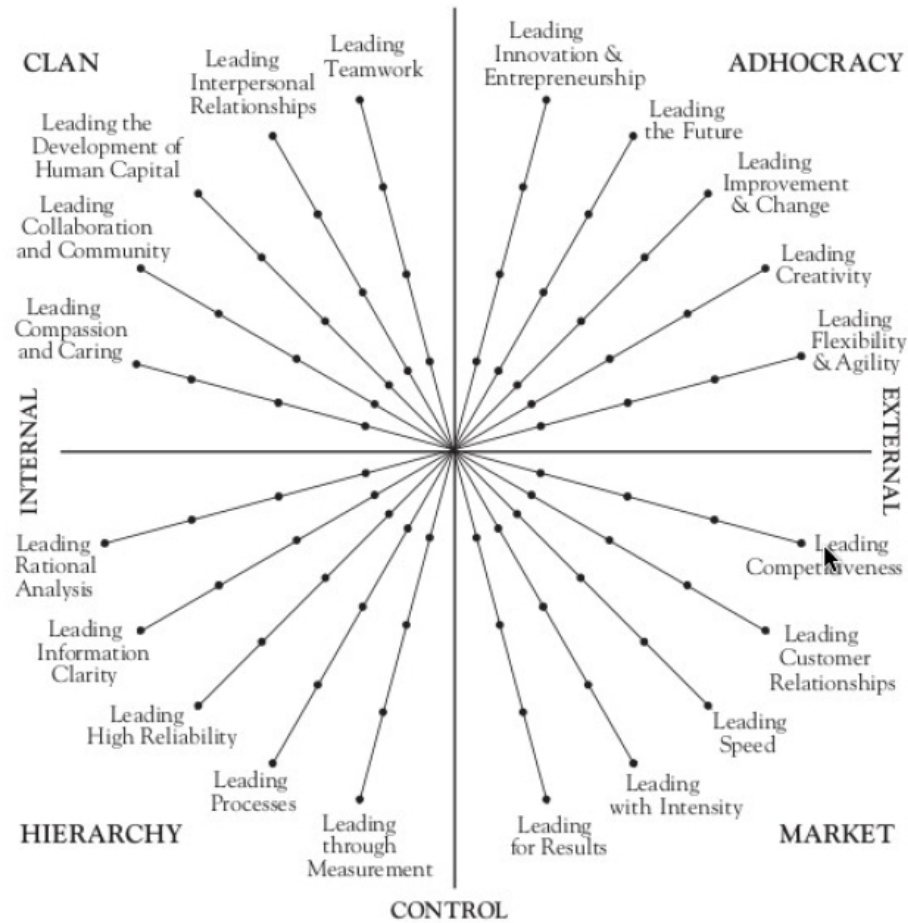 CLAN
Leading
Interpersonal
Relationships
Leading
Teamwork
Leading
Innovation &
Entrepreneurship
ADHOCRACY
Leading the
Development of
Human Capital
Leading
the Future
Leading
Improvement
& Change
Leading
Collaboration
and Community
Leading
Creativity
Leading
Compassion
and Caring
Leading
Flexibility
& Agility
INTERNAL
EXTERNAL
Leading
Rational
Analysis
Leading
Competitiveness
Leading
Information
Clarity
Leading
Customer
Relationships
Leading
High Reliability
Leading
Speed
Leading
Processes
Leading
with Intensity
HIERARCHY
Leading
through
Measurement
Leading
for Results
MARKET
CONTROL